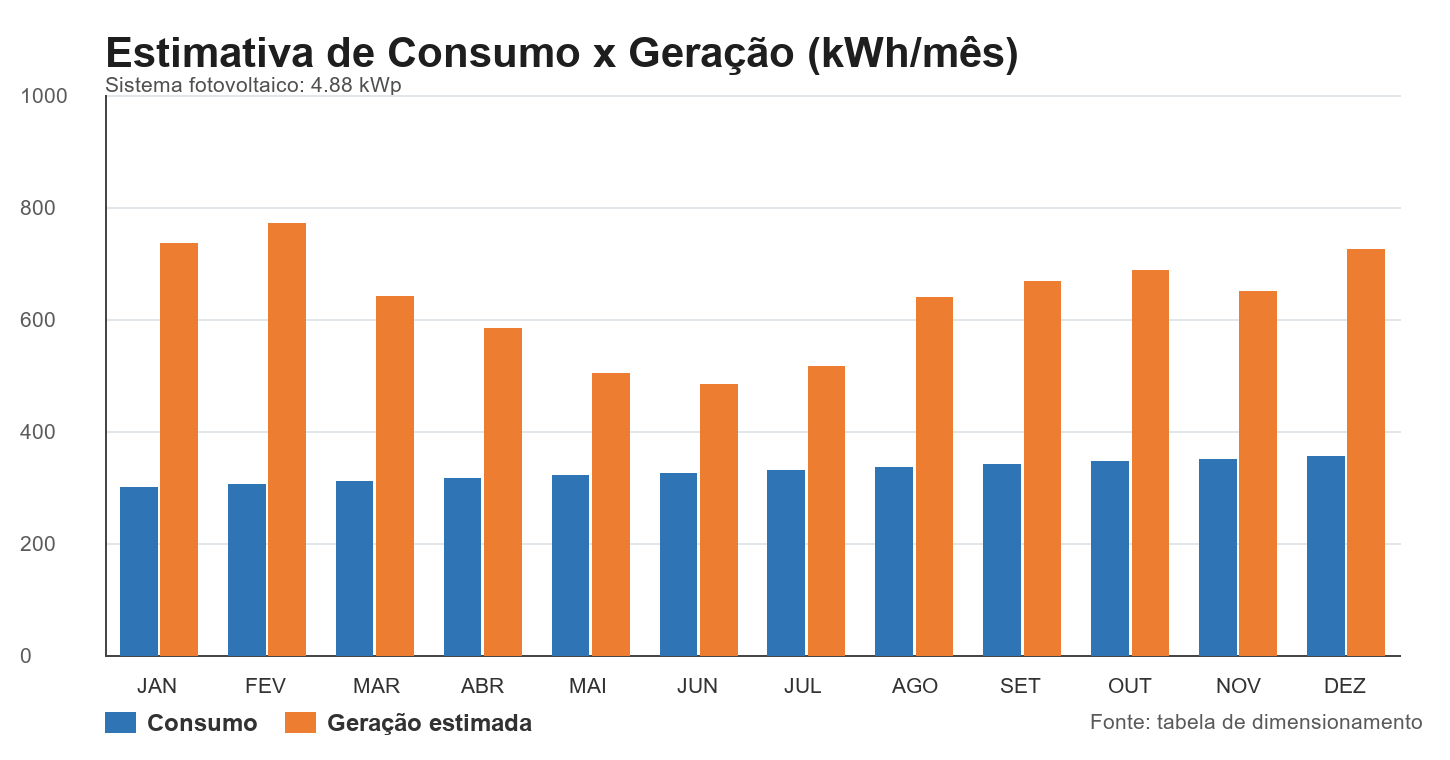 Estimativa de Consumo x Geração (kWh/mês)
Sistema fotovoltaico: 4.88 kWp
1000
800
600
400
200
0
JAN FEV MAR ABR MAI JUN JUL AGO SET OUT NOV DEZ
Consumo Geração estimada Fonte: tabela de dimensionamento